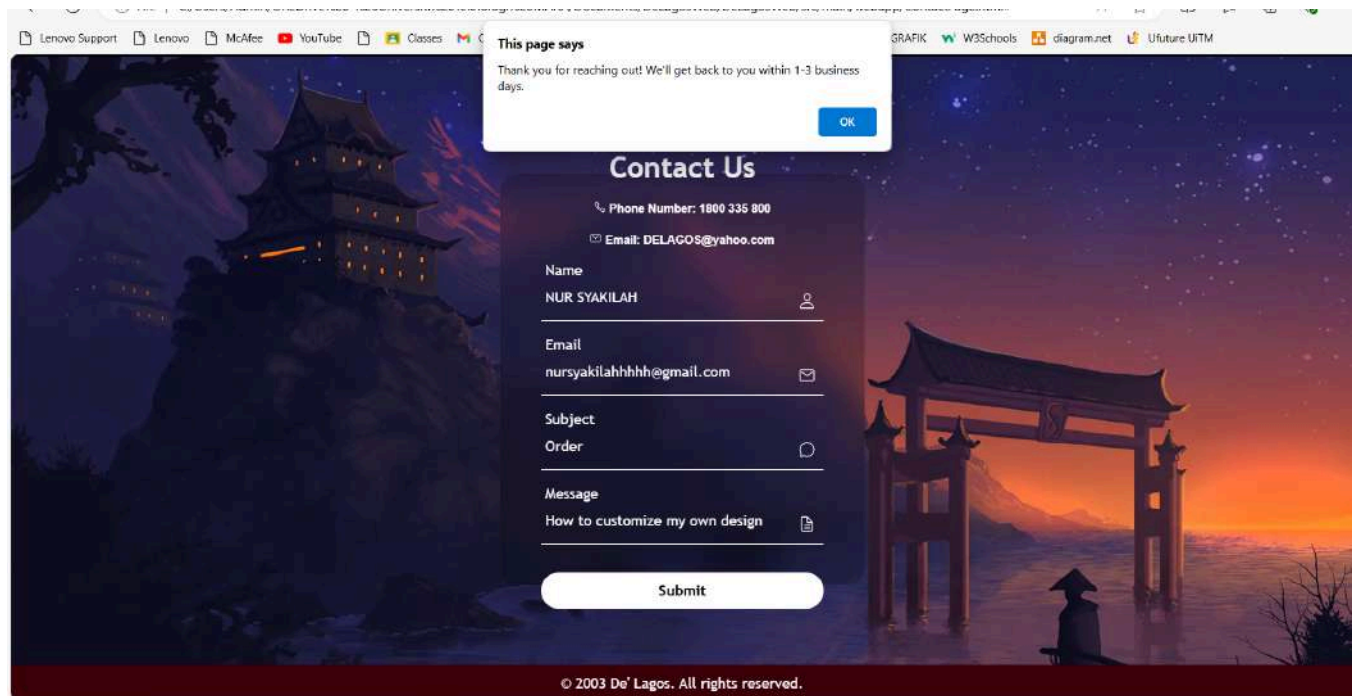 Lenovo Support Lenovo McAfee YouTube Classes GRAFIK W3Schools diagram.net Ufuture UiTM
This page says
Thank you for reaching out! We'll get back to you within 1-3 business
days.
OK
Contact Us
Phone Number: 1800 335 800
Email: DELAGOS@yahoo.com
Name
NUR SYAKILAH
Email
nursyakilahhhhh@gmail.com
Subject
Order
Message
How to customize my own design
Submit
© 2003 De' Lagos. All rights reserved.